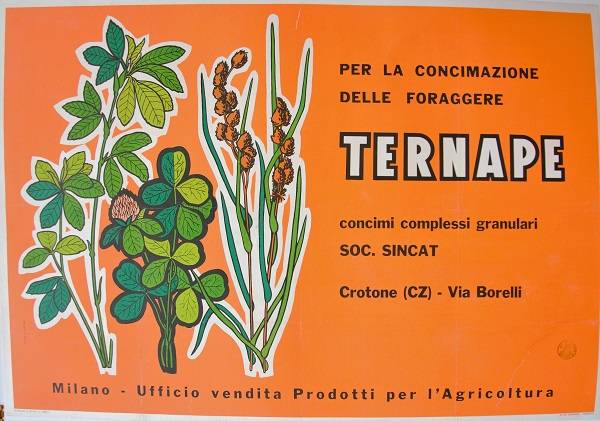 PER LA CONCIMAZIONE
DELLE FORAGGERE
TERNAPE
concimi complessi granulari
SOC. SINCAT
Crotone (CZ) - Via Borelli
Milano - Ufficio vendita Prodotti per l'Agricoltura